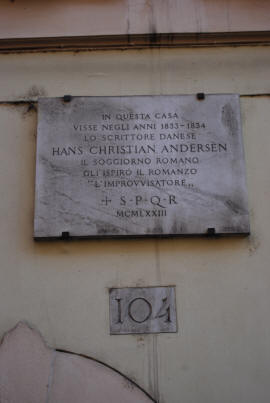 IN QUESTA CASA
VISSE NEGLI ANNI 1833-1834
LO SCRITTORE DANESE
HANS CHRISTIAN ANDERSEN
IL SOGGIORNO ROMANO
GLI ISPIRÒ IL ROMANZO
"L'IMPROVVISATORE„
+ S·P·Q·R
MCMLXXIII
104